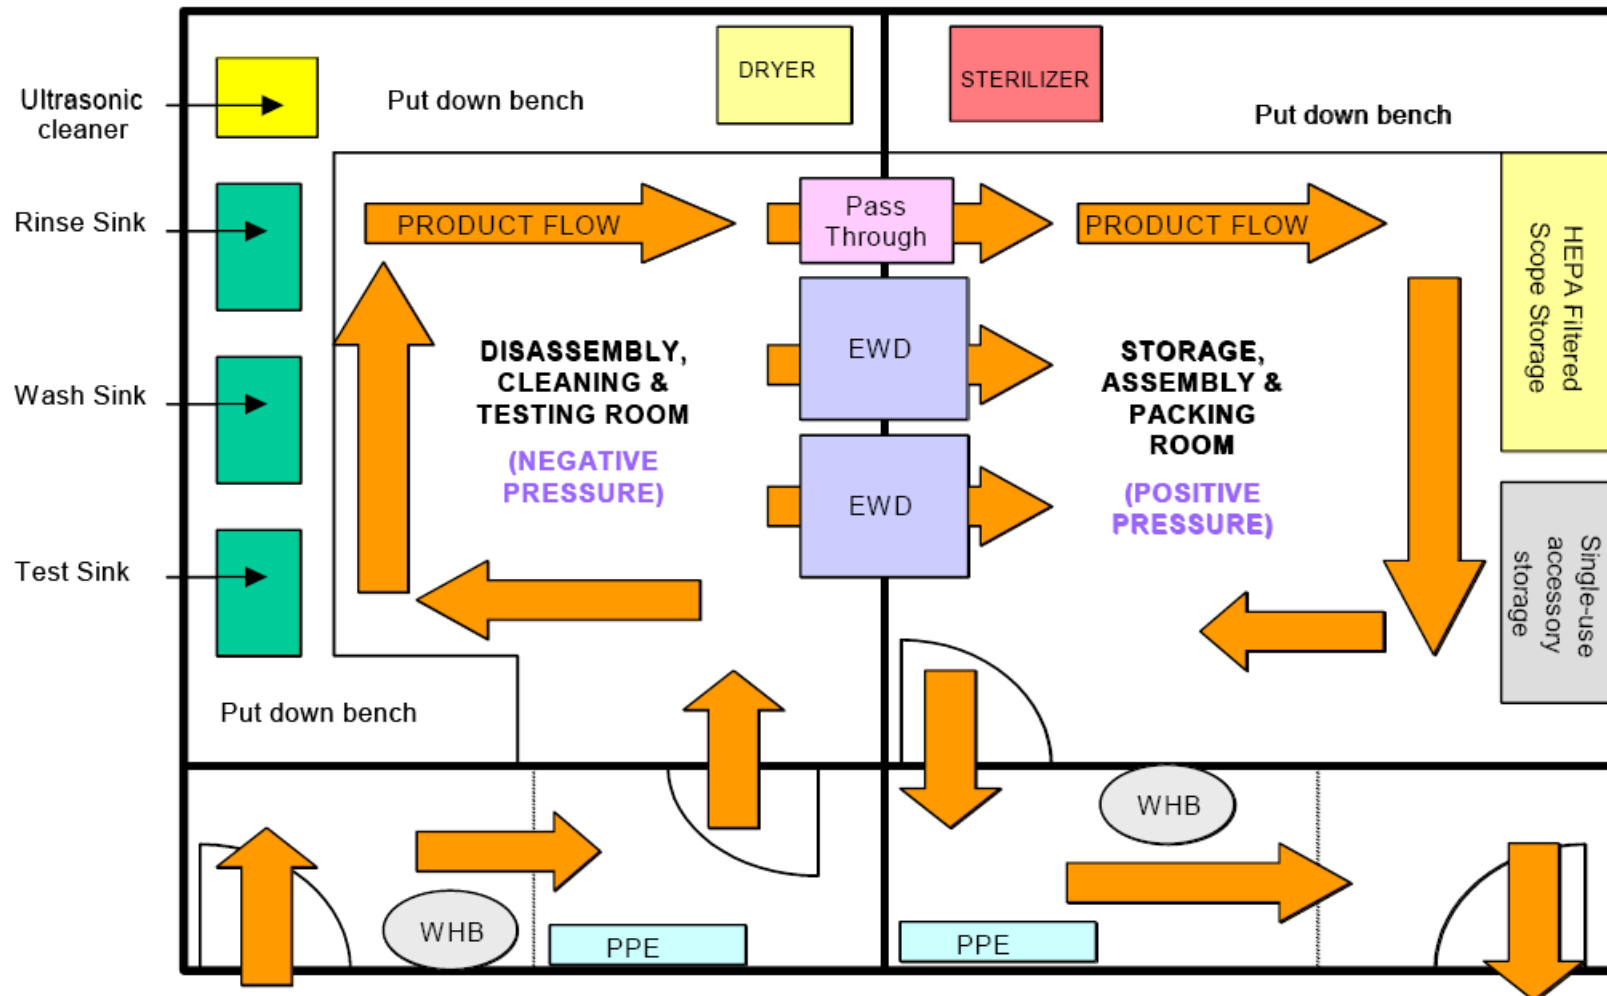 DRYER
STERILIZER
Ultrasonic
cleaner
Put down bench
Put down bench
Rinse Sink
PRODUCT FLOW
Pass
Through
PRODUCT FLOW
HEPA Filtered
Scope Storage
DISASSEMBLY,
CLEANING &
TESTING ROOM
(NEGATIVE
PRESSURE)
EWD
STORAGE,
ASSEMBLY &
PACKING
ROOM
(POSITIVE
PRESSURE)
Wash Sink
EWD
Single-use
accessory
storage
Test Sink
Put down bench
WHB
PPE
WHB
PPE